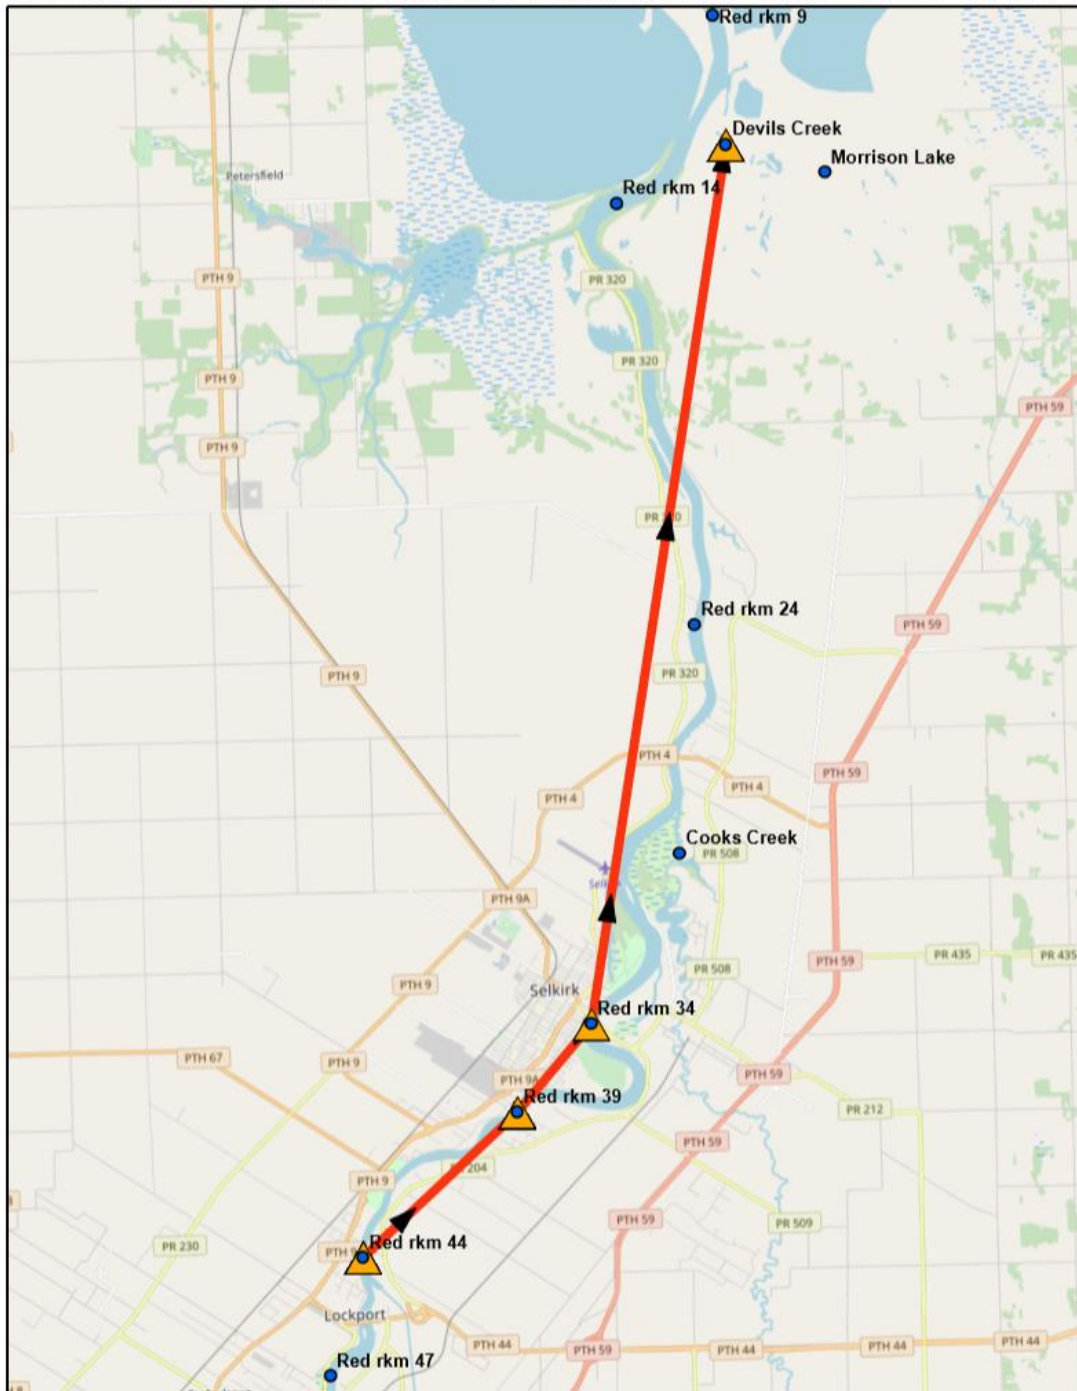 Red rkm 9
Devils Creek
Morrison Lake
Petersfield
Red rkm 14
PTH 9
PR 320
PR 320
PTH 9
PTH 59
PTH 9
Red rkm 24
PTH 59
PR 320
PTH 9
PTH 4
PTH 59
PTH 4
PTH 4
Cooks Creek
PR 508
PTH 9A
PR 435
PR 435
PTH 59
PR 508
PTH 9
Selkirk
Red rkm 34
PTH 67
PTH 9
PTH 59
PTH 9A
Red rkm 39
PR 212
PTH 59
204
PTH 9
PTH 59
PR 509
Red rkm 44
PR 230
PTH 9
Lockport
PTH 44
PTH 59
PTH 44
PTH 44
Red rkm 47